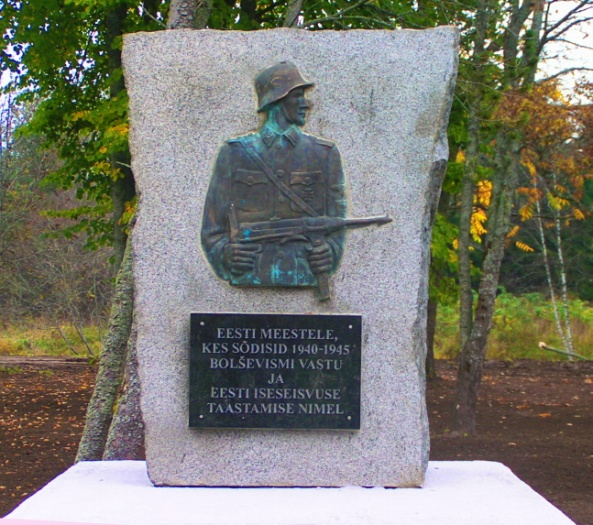 EESTI MEESTELE,
KES SÕDISID 1940-1945
BOLŠEVISMI VASTU
JA
EESTI ISESEISVUSE
TAASTAMISE NIMEL